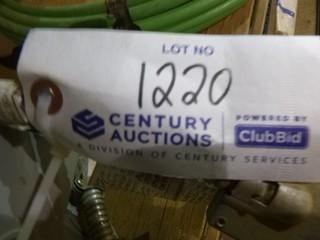 LOT NO
1220
CENTURY AUCTIONS
POWERED BY
ClubBid
A DIVISION OF CENTURY SERVICES